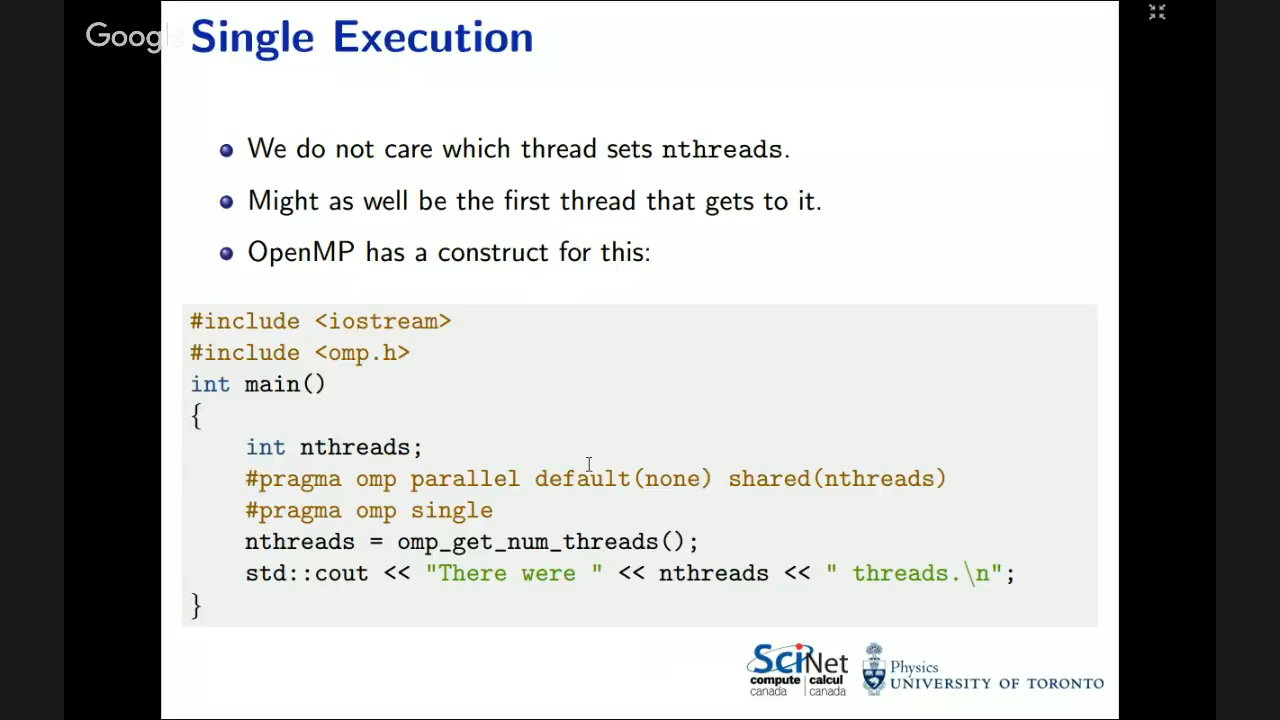 Google
Single Execution
We do not care which thread sets nthreads.
Might as well be the first thread that gets to it.
OpenMP has a construct for this:
#include <iostream>
#include <omp.h>
int main()
{
    int nthreads;
    #pragma omp parallel default(none) shared(nthreads)
    #pragma omp single
    nthreads = omp_get_num_threads();
    std::cout << "There were " << nthreads << " threads.\n";
}
SciNet
compute | calcul
canada | canada
Physics
UNIVERSITY OF TORONTO